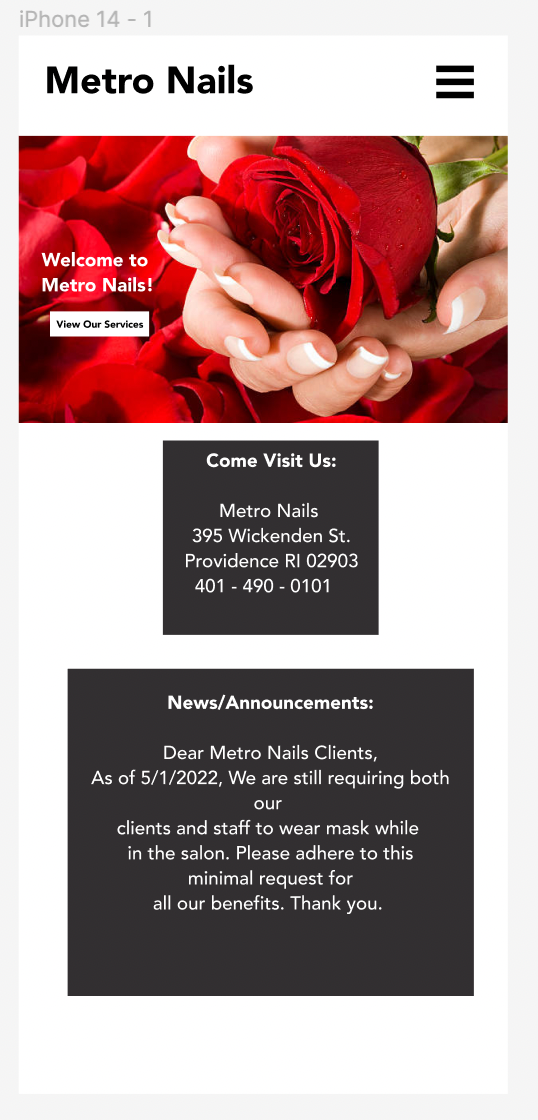 iPhone 14 - 1
Metro Nails
Welcome to
Metro Nails!
View Our Services
Come Visit Us:
Metro Nails
395 Wickenden St.
Providence RI 02903
401 - 490 - 0101
News/Announcements:
Dear Metro Nails Clients,
As of 5/1/2022, We are still requiring both
our
clients and staff to wear mask while
in the salon. Please adhere to this
minimal request for
all our benefits. Thank you.